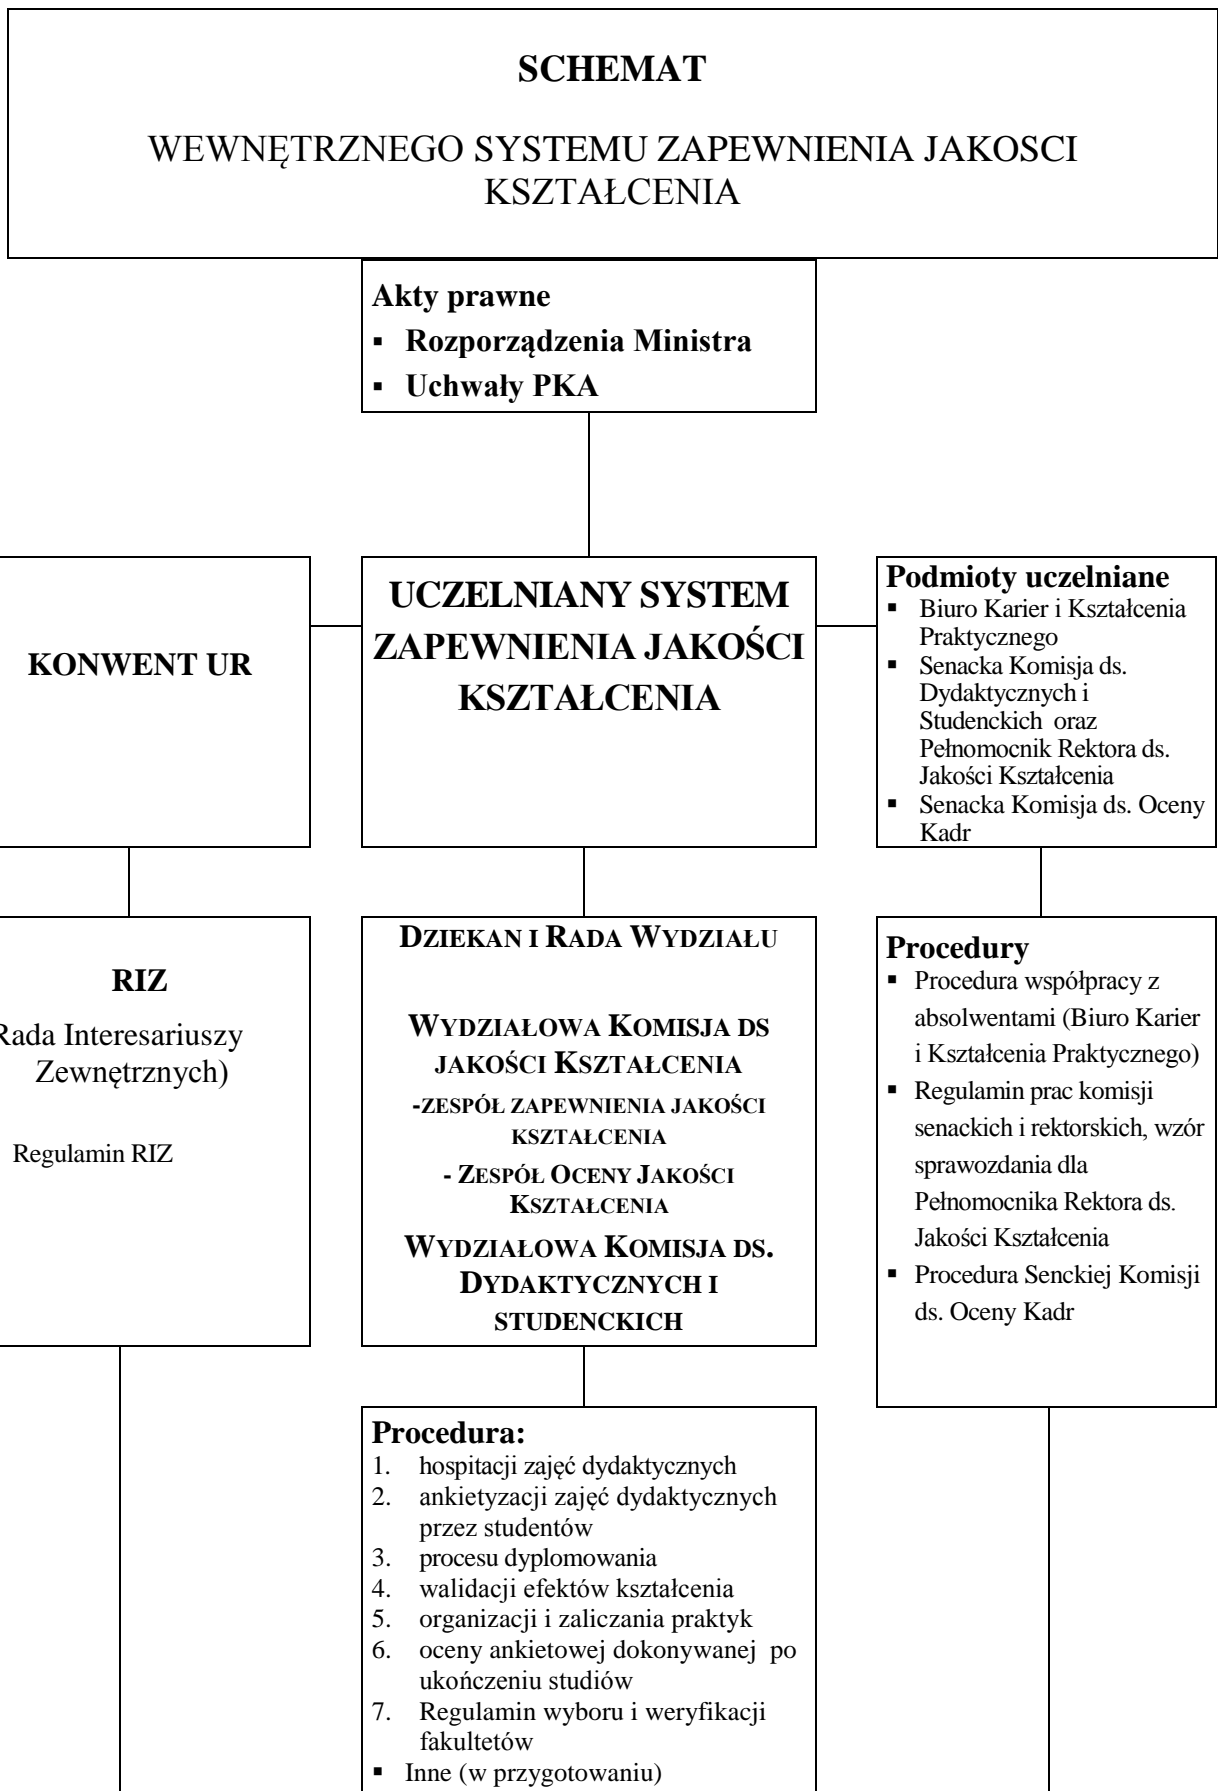 SCHEMAT
WEWNĘTRZNEGO SYSTEMU ZAPEWNIENIA JAKOSCI
KSZTAŁCENIA
Akty prawne
▪ Rozporządzenia Ministra
▪ Uchwały PKA
KONWENT UR
UCZELNIANY SYSTEM
ZAPEWNIENIA JAKOŚCI
KSZTAŁCENIA
Podmioty uczelniane
▪ Biuro Karier i Kształcenia
Praktycznego
▪ Senacka Komisja ds.
Dydaktycznych i
Studenckich oraz
Pełnomocnik Rektora ds.
Jakości Kształcenia
▪ Senacka Komisja ds. Oceny
Kadr
RIZ
Rada Interesariuszy
Zewnętrznych)
Regulamin RIZ
DZIEKAN I RADA WYDZIAŁU
WYDZIAŁOWA KOMISJA DS
JAKOŚCI KSZTAŁCENIA
-ZESPÓŁ ZAPEWNIENIA JAKOŚCI
KSZTAŁCENIA
- ZESPÓŁ OCENY JAKOŚCI
KSZTAŁCENIA
WYDZIAŁOWA KOMISJA DS.
DYDAKTYCZNYCH I
STUDENCKICH
Procedury
▪ Procedura współpracy z
absolwentami (Biuro Karier
i Kształcenia Praktycznego)
▪ Regulamin prac komisji
senackich i rektorskich, wzór
sprawozdania dla
Pełnomocnika Rektora ds.
Jakości Kształcenia
▪ Procedura Senckiej Komisji
ds. Oceny Kadr
Procedura:
1. hospitacji zajęć dydaktycznych
2. ankietyzacji zajęć dydaktycznych
przez studentów
3. procesu dyplomowania
4. walidacji efektów kształcenia
5. organizacji i zaliczania praktyk
6. oceny ankietowej dokonywanej po
ukończeniu studiów
7. Regulamin wyboru i weryfikacji
fakultetów
▪ Inne (w przygotowaniu)